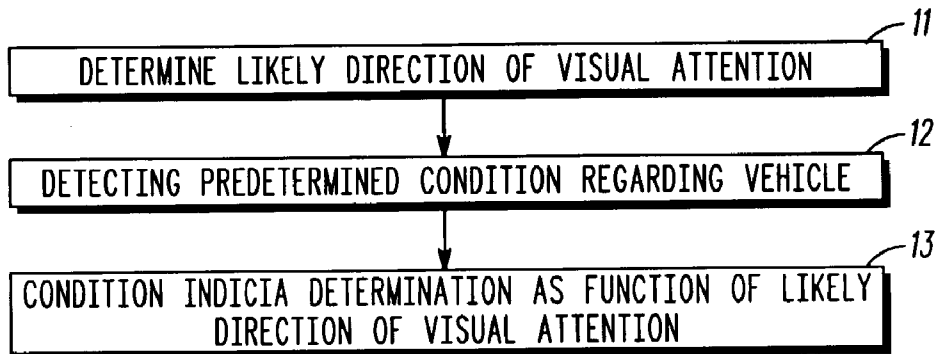 11
DETERMINE LIKELY DIRECTION OF VISUAL ATTENTION
12
DETECTING PREDETERMINED CONDITION REGARDING VEHICLE
13
CONDITION INDICIA DETERMINATION AS FUNCTION OF LIKELY
DIRECTION OF VISUAL ATTENTION